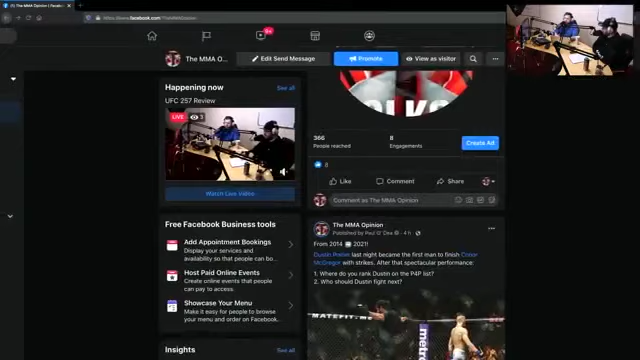 (1) The MMA Opinion | Facebook
https://www.facebook.com/TheMMAOpinion
The MMA O...
Edit Send Message
Promote
View as visitor
Happening now
See all
UFC 257 Review
LIVE
3
Watch Live Video
Free Facebook Business tools
Add Appointment Bookings
Display your services and
availability so that people can bo...
Host Paid Online Events
Create online events that people
can pay to access.
Showcase Your Menu
Make it easy for people to browse
your menu and order on Facebook...
Insights
See all
366
People reached
8
Engagements
Create Ad
8
Like
Comment
Share
Comment as The MMA Opinion
The MMA Opinion
4 h
From 2014 2021!
Dustin Poirier last night became the first man to finish Conor
McGregor with strikes. After that spectacular performance:
1. Where do you rank Dustin on the P4P list?
2. Who should Dustin fight next?
metro